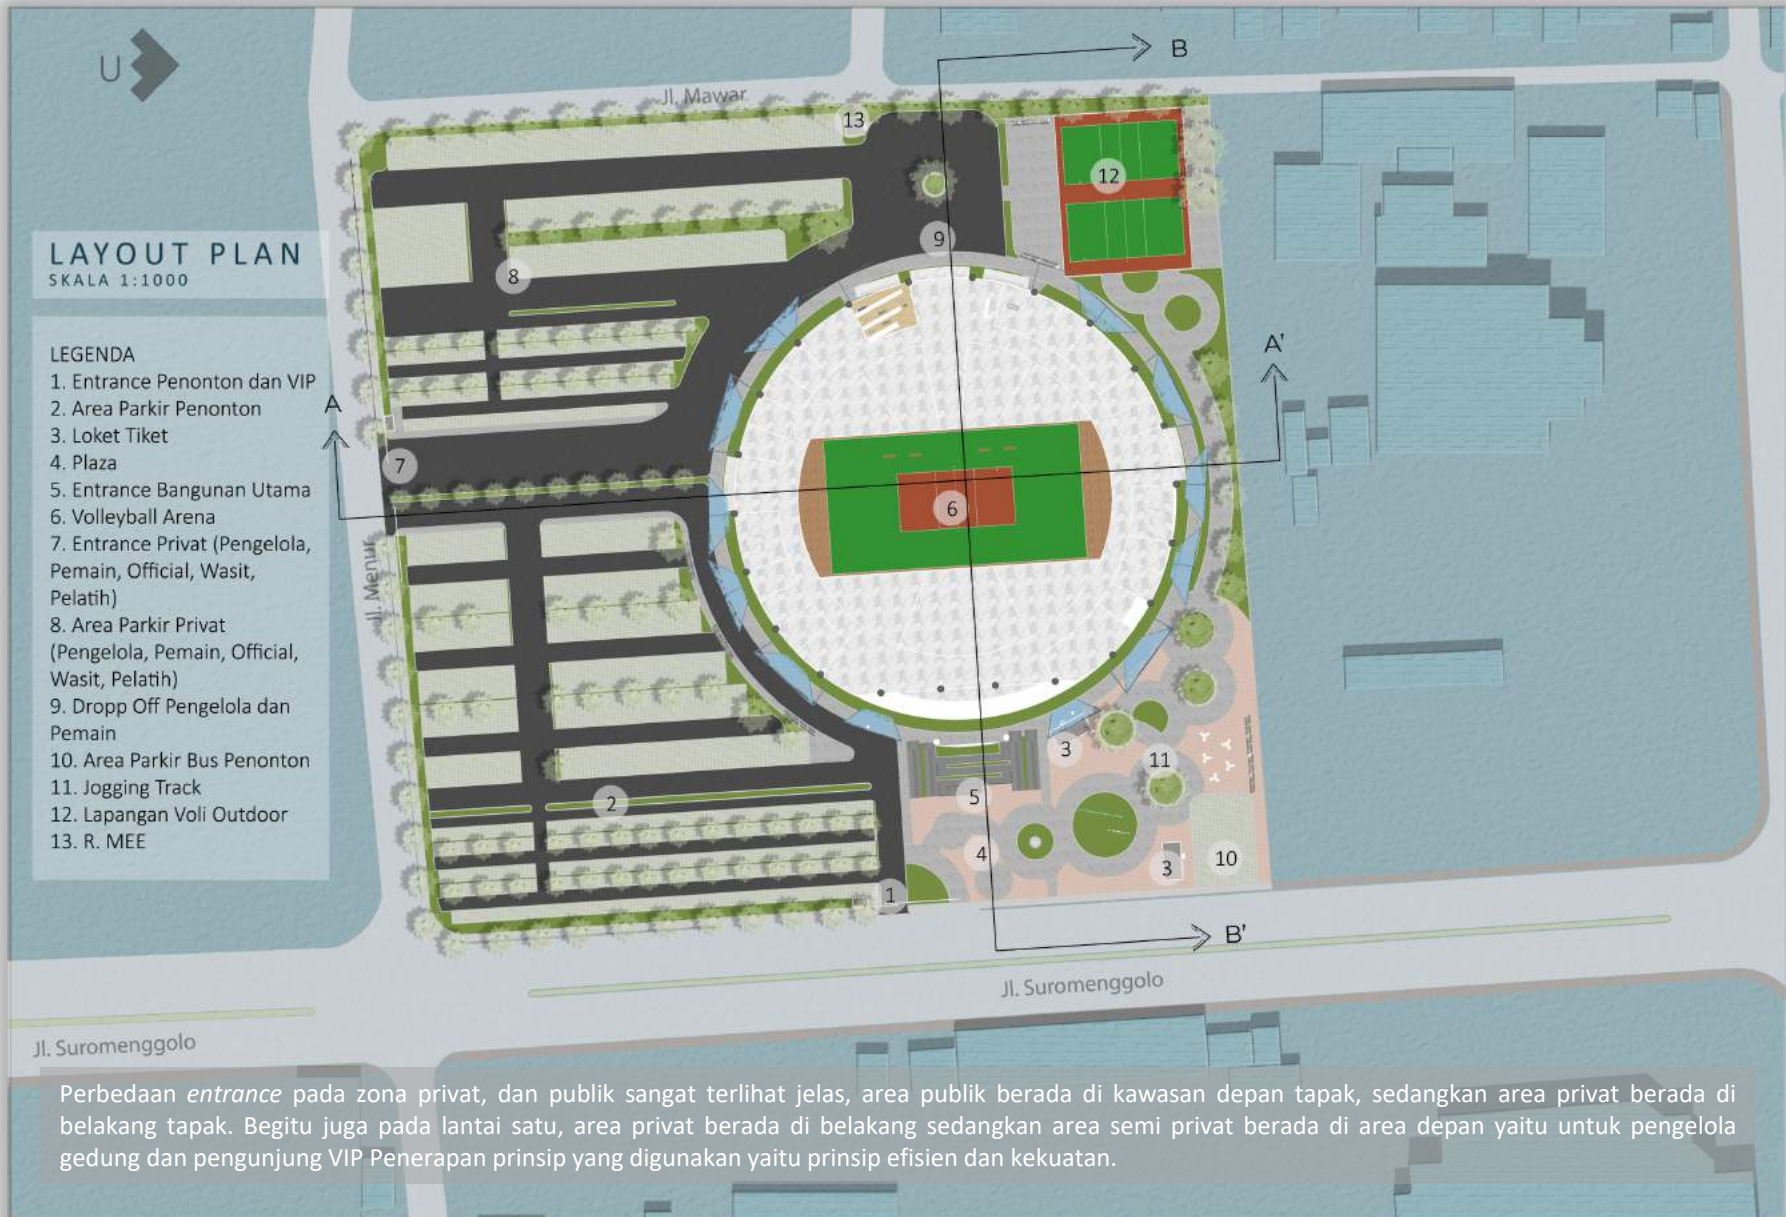 U
B
Jl. Mawar
13
12
LAYOUT PLAN
SKALA 1:1000
9
8
LEGENDA
1. Entrance Penonton dan VIP
2. Area Parkir Penonton
3. Loket Tiket
4. Plaza
5. Entrance Bangunan Utama
6. Volleyball Arena
7. Entrance Privat (Pengelola,
Pemain, Official, Wasit,
Pelatih)
8. Area Parkir Privat
(Pengelola, Pemain, Official,
Wasit, Pelatih)
9. Dropp Off Pengelola dan
Pemain
10. Area Parkir Bus Penonton
11. Jogging Track
12. Lapangan Voli Outdoor
13. R. MEE
A'
A
7
6
Jl. Menur
3
11
5
2
4
3
10
1
B'
Jl. Suromenggolo
Jl. Suromenggolo
Perbedaan entrance pada zona privat, dan publik sangat terlihat jelas, area publik berada di kawasan depan tapak, sedangkan area privat berada di
belakang tapak. Begitu juga pada lantai satu, area privat berada di belakang sedangkan area semi privat berada di area depan yaitu untuk pengelola
gedung dan pengunjung VIP Penerapan prinsip yang digunakan yaitu prinsip efisien dan kekuatan.